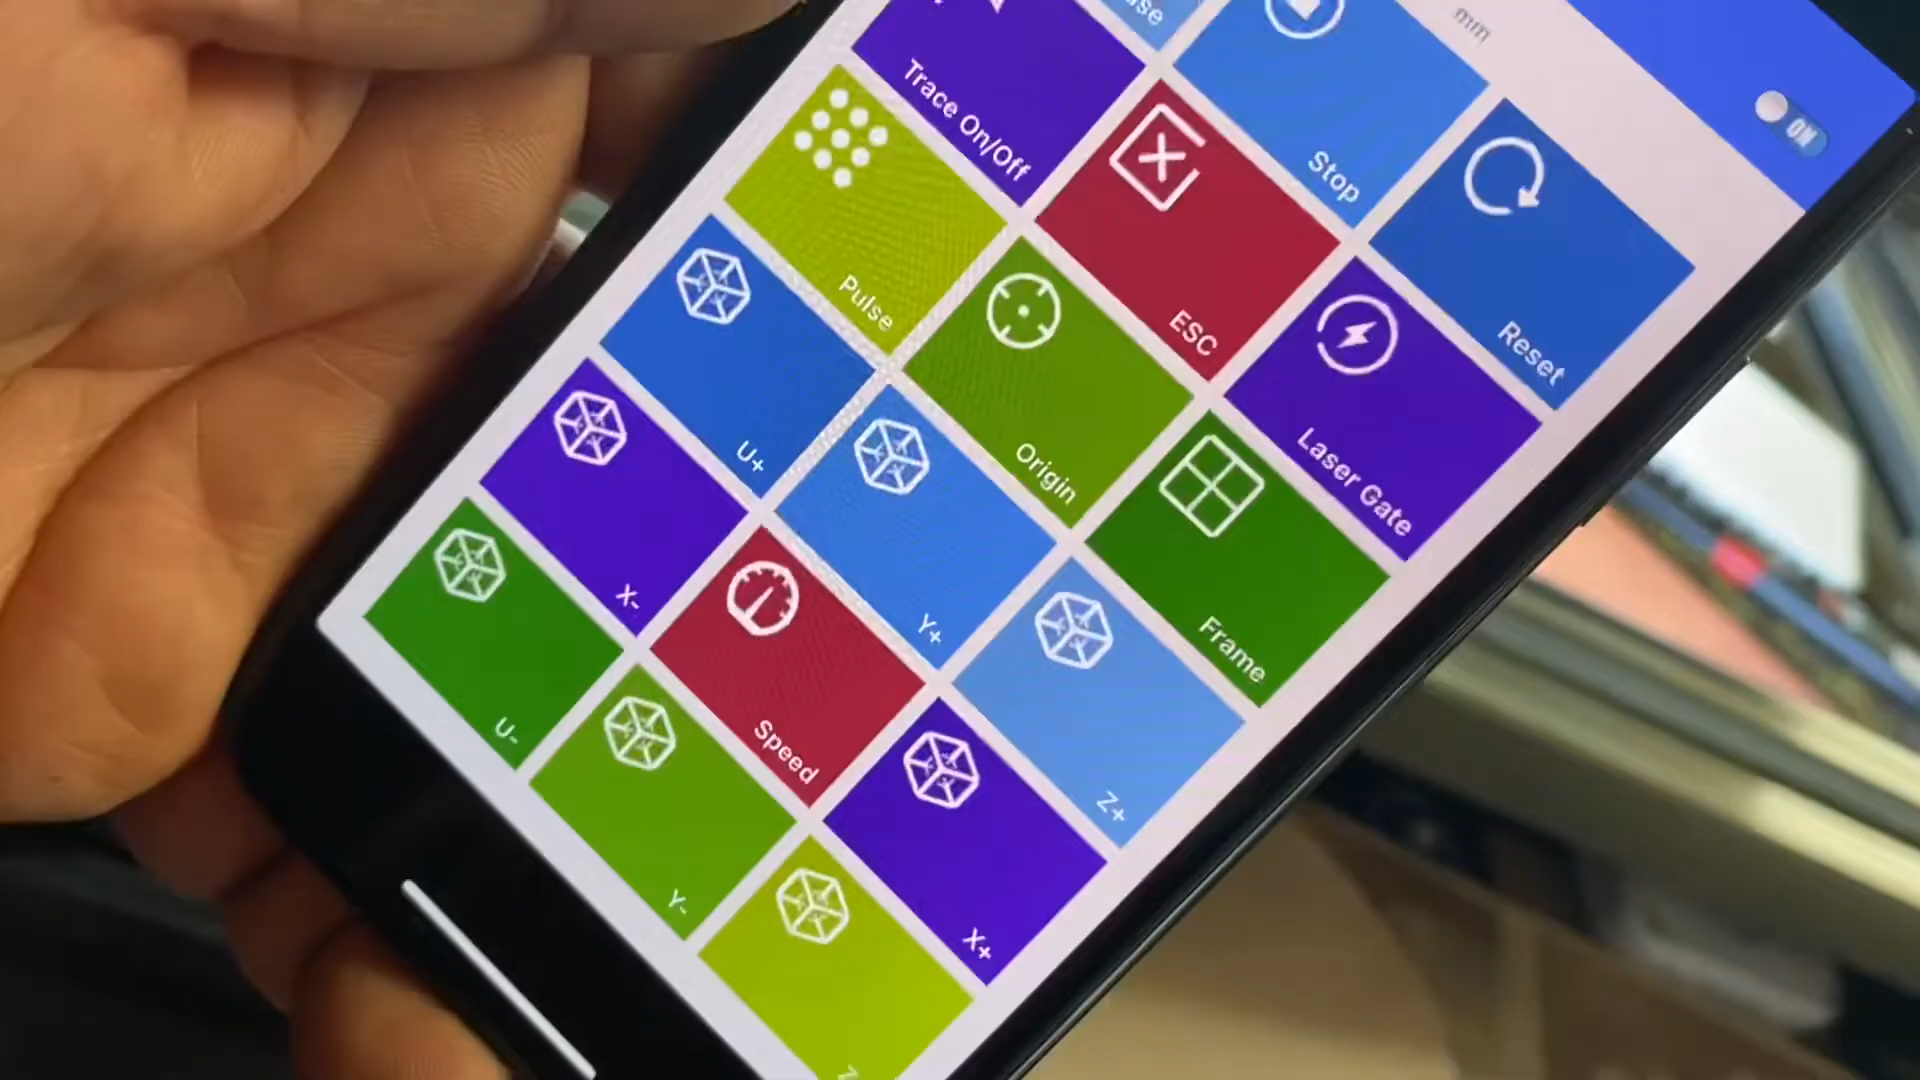 mm
ON
Stop
Reset
Trace On/Off
ESC
Laser Gate
Pulse
Origin
Frame
U+
Y+
Z+
X-
Speed
X+
U-
Y-